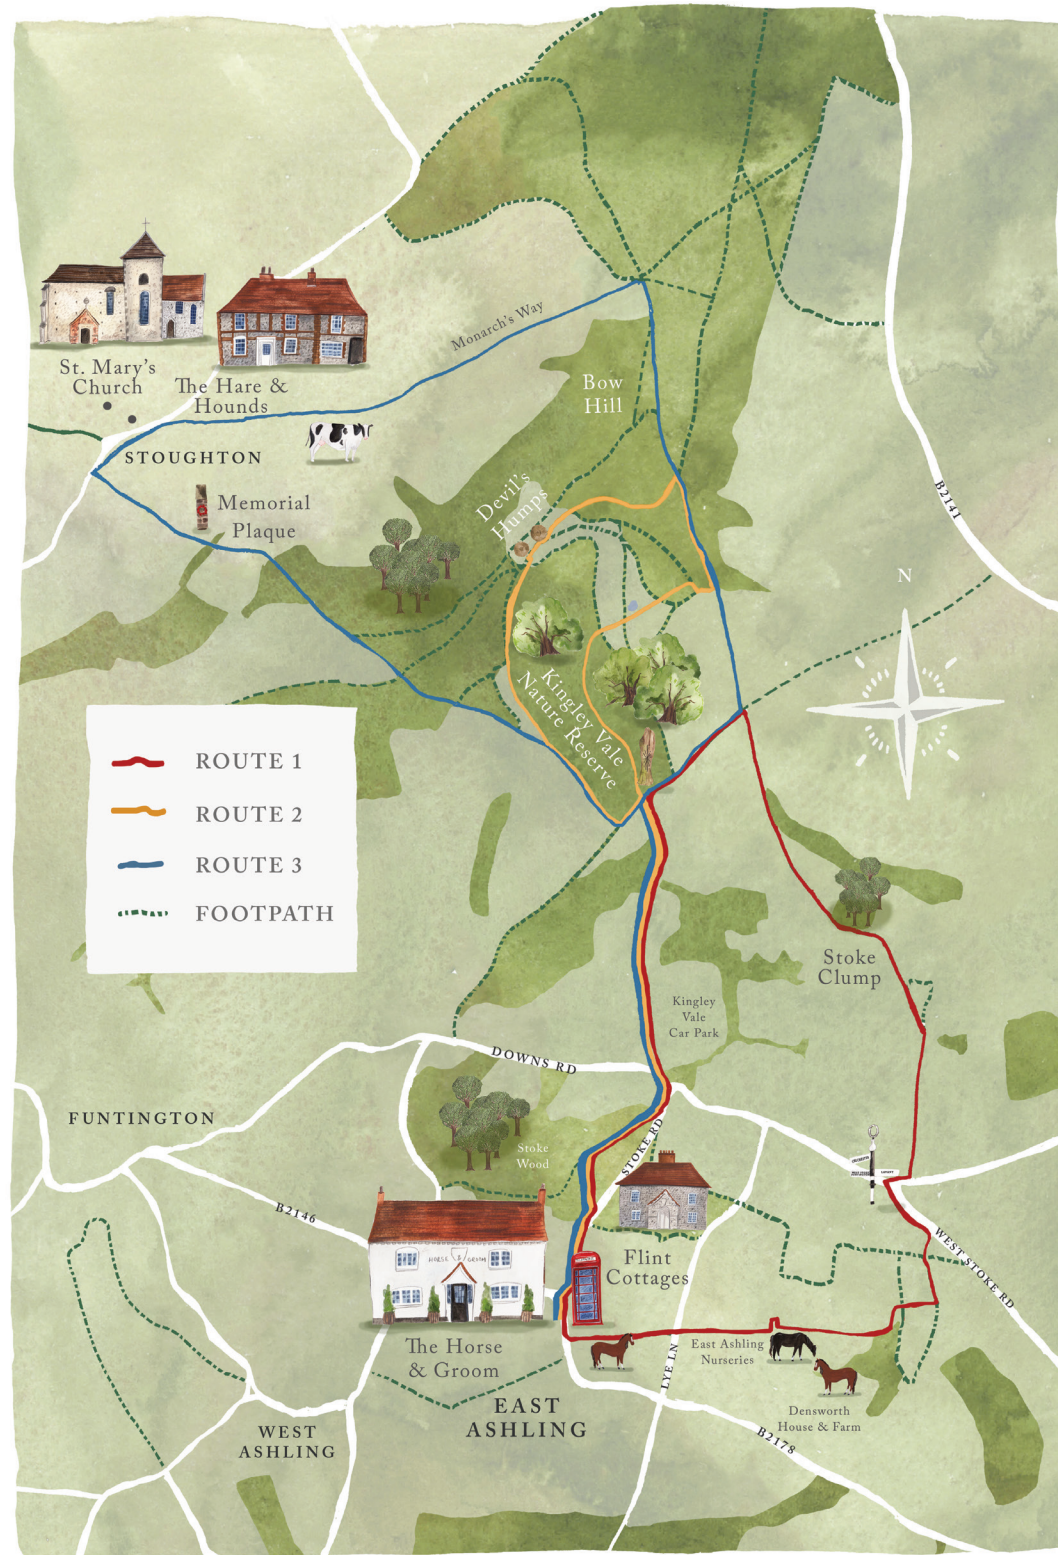 Monarch's Way
St. Mary's
Church
The Hare &
Hounds
Bow
Hill
STOUGHTON
Devil's
Humps
Memorial
Plaque
B2141
N
Kingley Vale
Nature Reserve
ROUTE 1
ROUTE 2
ROUTE 3
FOOTPATH
Stoke
Clump
Kingley
Vale
Car Park
DOWNS RD
FUNTINGTON
STOKE RD
Stoke
Wood
B2146
HORSE & GROOM
WEST STOKE RD
Flint
Cottages
The Horse
& Groom
East Ashling
Nurseries
LYE LN
EAST
ASHLING
Densworth
House & Farm
WEST
ASHLING
B2178